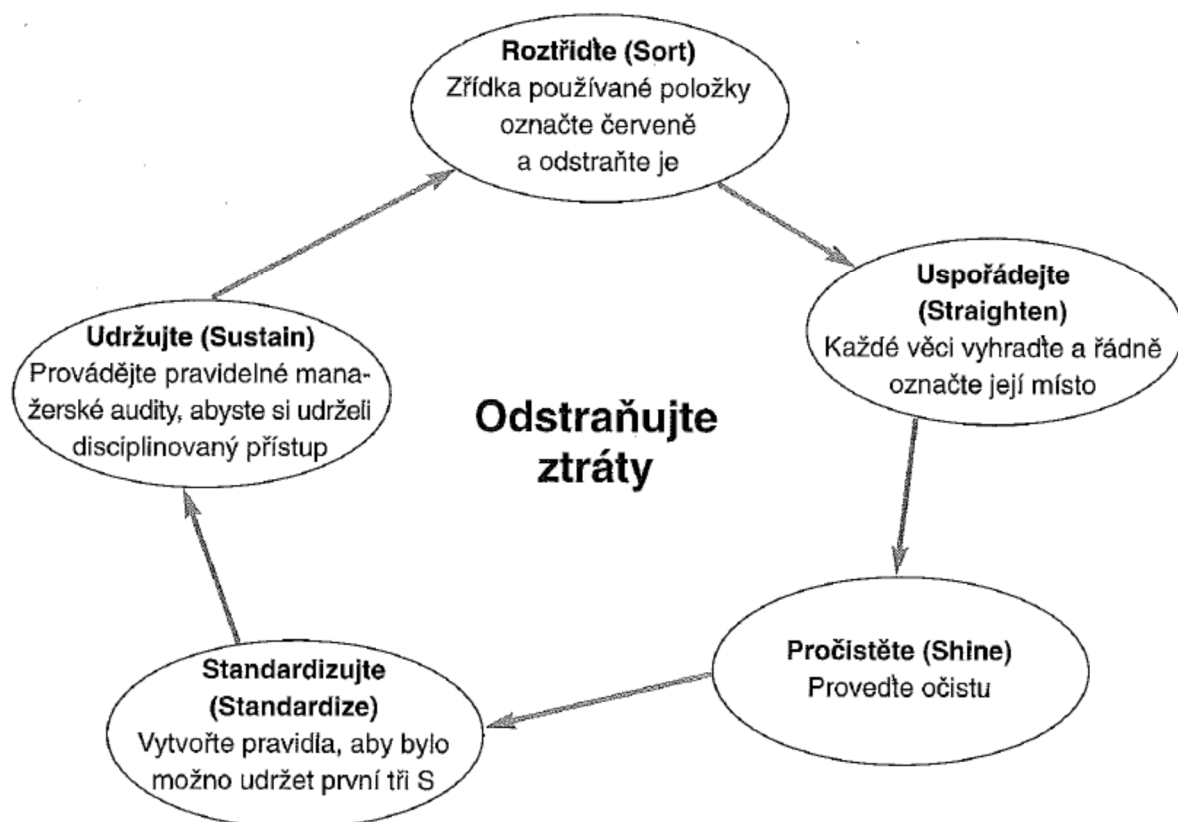 Roztřiďte (Sort)
Zřídka používané položky
označte červeně
a odstraňte je
Uspořádejte
(Straighten)
Každé věci vyhraďte a řádně
označte její místo
Pročistěte (Shine)
Proveďte očistu
Standardizujte
(Standardize)
Vytvořte pravidla, aby bylo
možno udržet první tři S
Udržujte (Sustain)
Provádějte pravidelné mana-
žerské audity, abyste si udrželi
disciplinovaný přístup
Odstraňujte
ztráty